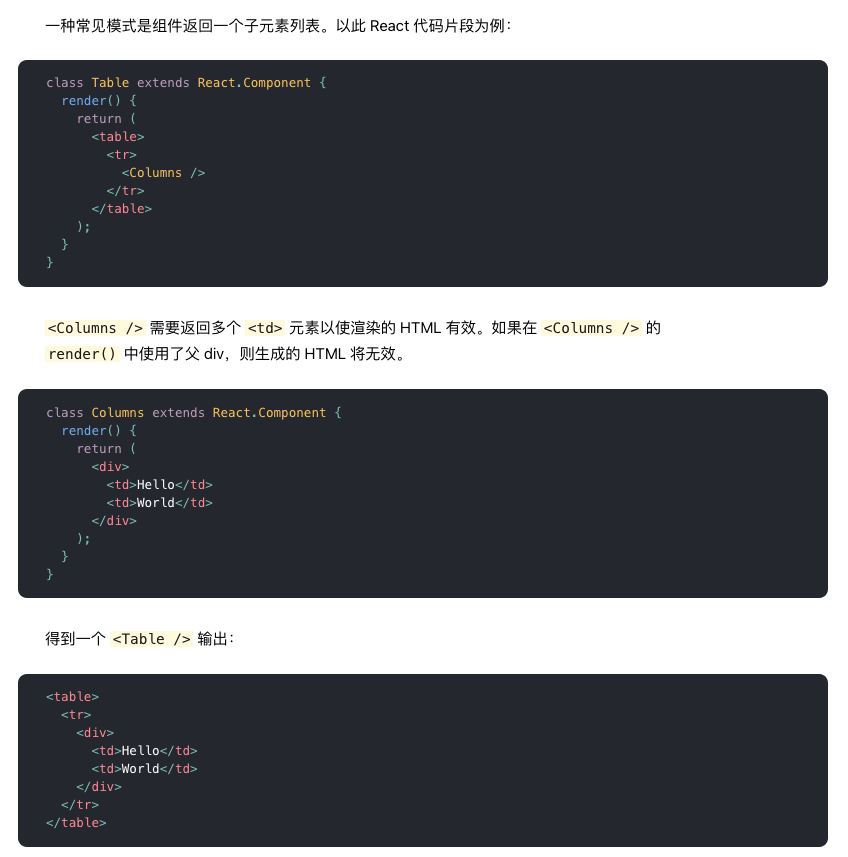 一种常见模式是组件返回一个子元素列表。以此 React 代码片段为例：
class Table extends React.Component {
  render() {
    return (
      <table>
        <tr>
          <Columns />
        </tr>
      </table>
    );
  }
}
<Columns /> 需要返回多个 <td> 元素以使渲染的 HTML 有效。如果在 <Columns /> 的
render() 中使用了父 div，则生成的 HTML 将无效。
class Columns extends React.Component {
  render() {
    return (
      <div>
        <td>Hello</td>
        <td>World</td>
      </div>
    );
  }
}
得到一个 <Table /> 输出：
<table>
  <tr>
    <div>
      <td>Hello</td>
      <td>World</td>
    </div>
  </tr>
</table>